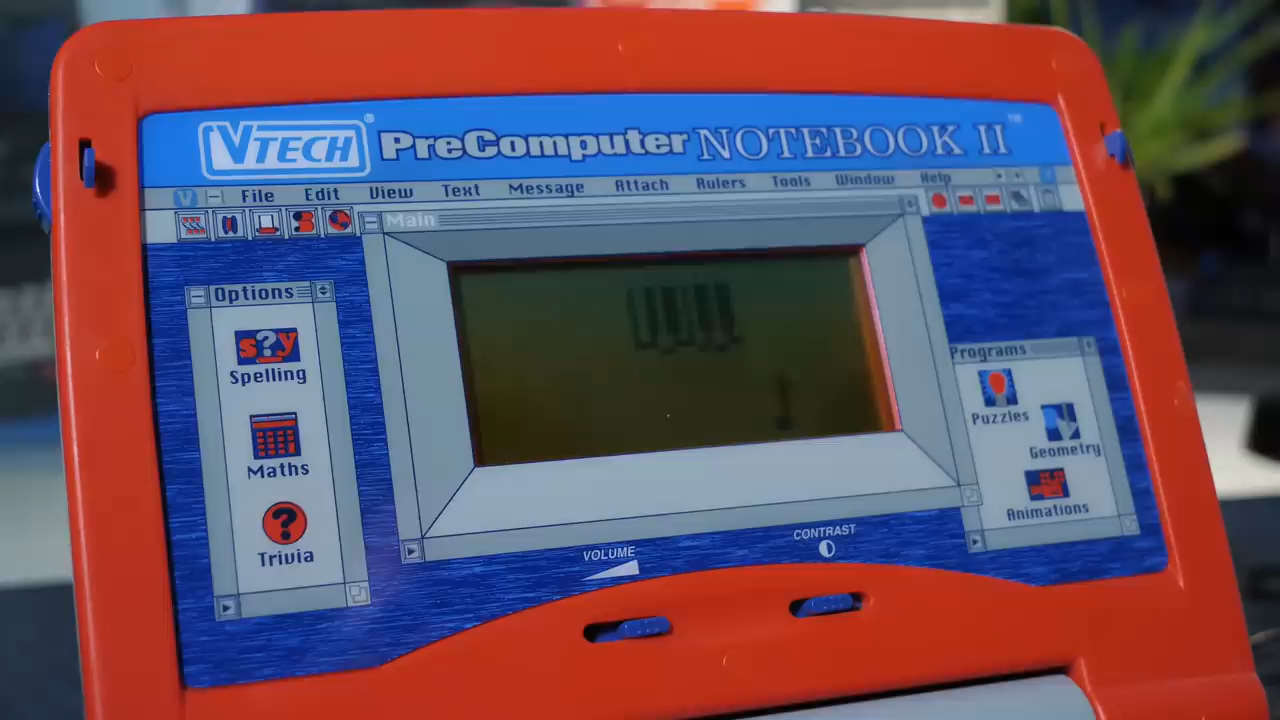 VTECH® PreComputer NOTEBOOK II™
V File Edit View Text Message Attach Rulers Tools Window Help
Main
Options
s?y
Spelling
Maths
?
Trivia
Programs
Puzzles
Geometry
Animations
VOLUME
CONTRAST